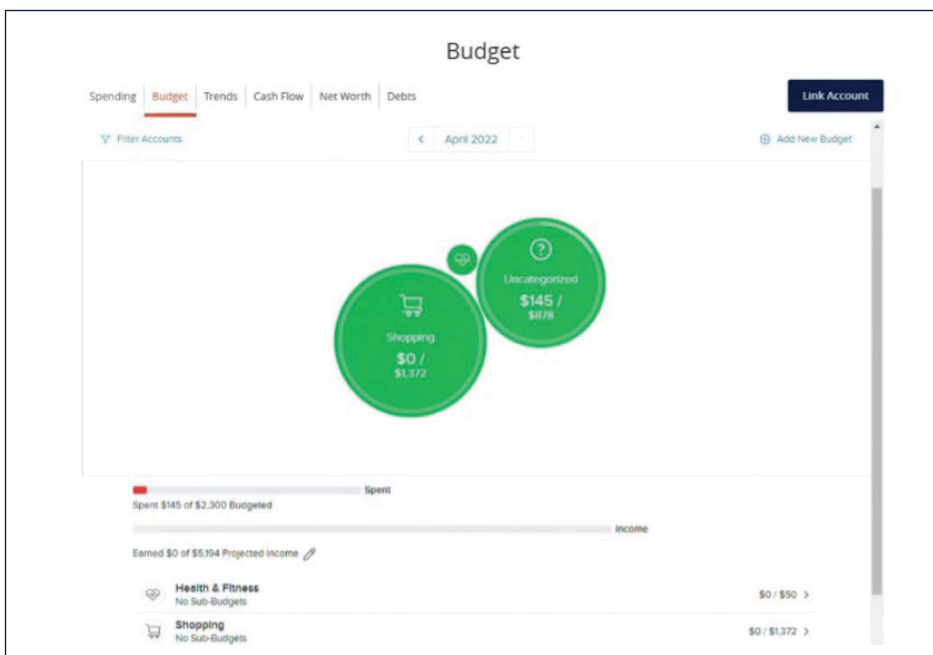 Budget
Spending Budget Trends Cash Flow Net Worth Debts
Link Account
Filter Accounts
April 2022
Add New Budget
Uncategorized
$145 /
$878
Shopping
$0 /
$1,372
Spent
Spent $145 of $2,300 Budgeted
Income
Earned $0 of $5,194 Projected Income
Health & Fitness
No Sub-Budgets
$0 / $50
Shopping
No Sub-Budgets
$0 / $1,372